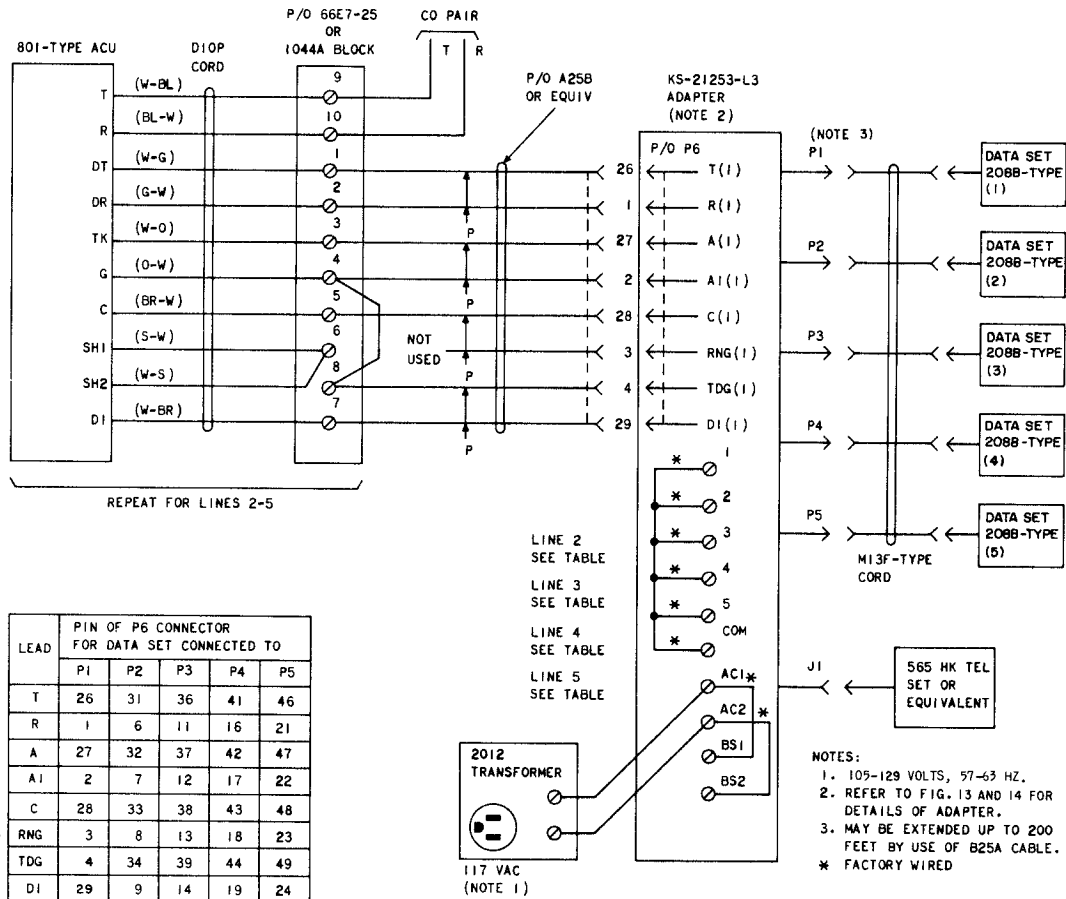 P/O 66E7-25
OR
1044A BLOCK
CO PAIR
T R
801-TYPE ACU
D10P
CORD
P/O A25B
OR EQUIV
KS-21253-L3
ADAPTER
(NOTE 2)
(NOTE 3)
T (W-BL) 9
R (BL-W) 10
P/O P6
DT (W-G) 1 26 T(1) P1
DATA SET
208B-TYPE
(1)
DR (G-W) 2 P 1 R(1)
TK (W-O) 3 27 A(1) P2
DATA SET
208B-TYPE
(2)
G (O-W) 4 P 2 A1(1)
C (BR-W) 5 28 C(1)
SH1 (S-W) 6 NOT
USED P 3 RNG(1) P3
DATA SET
208B-TYPE
(3)
SH2 (W-S) 8 4 TDG(1)
D1 (W-BR) 7 P 29 D1(1) P4
DATA SET
208B-TYPE
(4)
REPEAT FOR LINES 2-5
* 1
* 2
* 3
* 4
* 5
* COM
P5
DATA SET
208B-TYPE
(5)
M13F-TYPE
CORD
LINE 2
SEE TABLE
LINE 3
SEE TABLE
LINE 4
SEE TABLE
LINE 5
SEE TABLE
AC1 *
AC2 *
BS1
BS2
J1
565 HK TEL
SET OR
EQUIVALENT
2012
TRANSFORMER
117 VAC
(NOTE 1)
LEAD
PIN OF P6 CONNECTOR
FOR DATA SET CONNECTED TO
P1 P2 P3 P4 P5
T 26 31 36 41 46
R 1 6 11 16 21
A 27 32 37 42 47
A1 2 7 12 17 22
C 28 33 38 43 48
RNG 3 8 13 18 23
TDG 4 34 39 44 49
D1 29 9 14 19 24
NOTES:
1. 105-129 VOLTS, 57-63 HZ.
2. REFER TO FIG. 13 AND 14 FOR
DETAILS OF ADAPTER.
3. MAY BE EXTENDED UP TO 200
FEET BY USE OF B25A CABLE.
* FACTORY WIRED